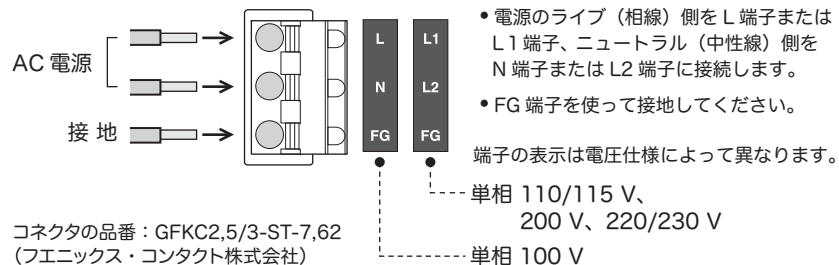 AC 電源
接 地
L
N
FG
L1
L2
FG
• 電源のライブ（相線）側を L 端子または
L1 端子、ニュートラル（中性線）側を
N 端子または L2 端子に接続します。
• FG 端子を使って接地してください。
端子の表示は電圧仕様によって異なります。
単相 110/115 V、
200 V、220/230 V
単相 100 V
コネクタの品番：GFKC2,5/3-ST-7,62
（フエニックス・コンタクト株式会社）